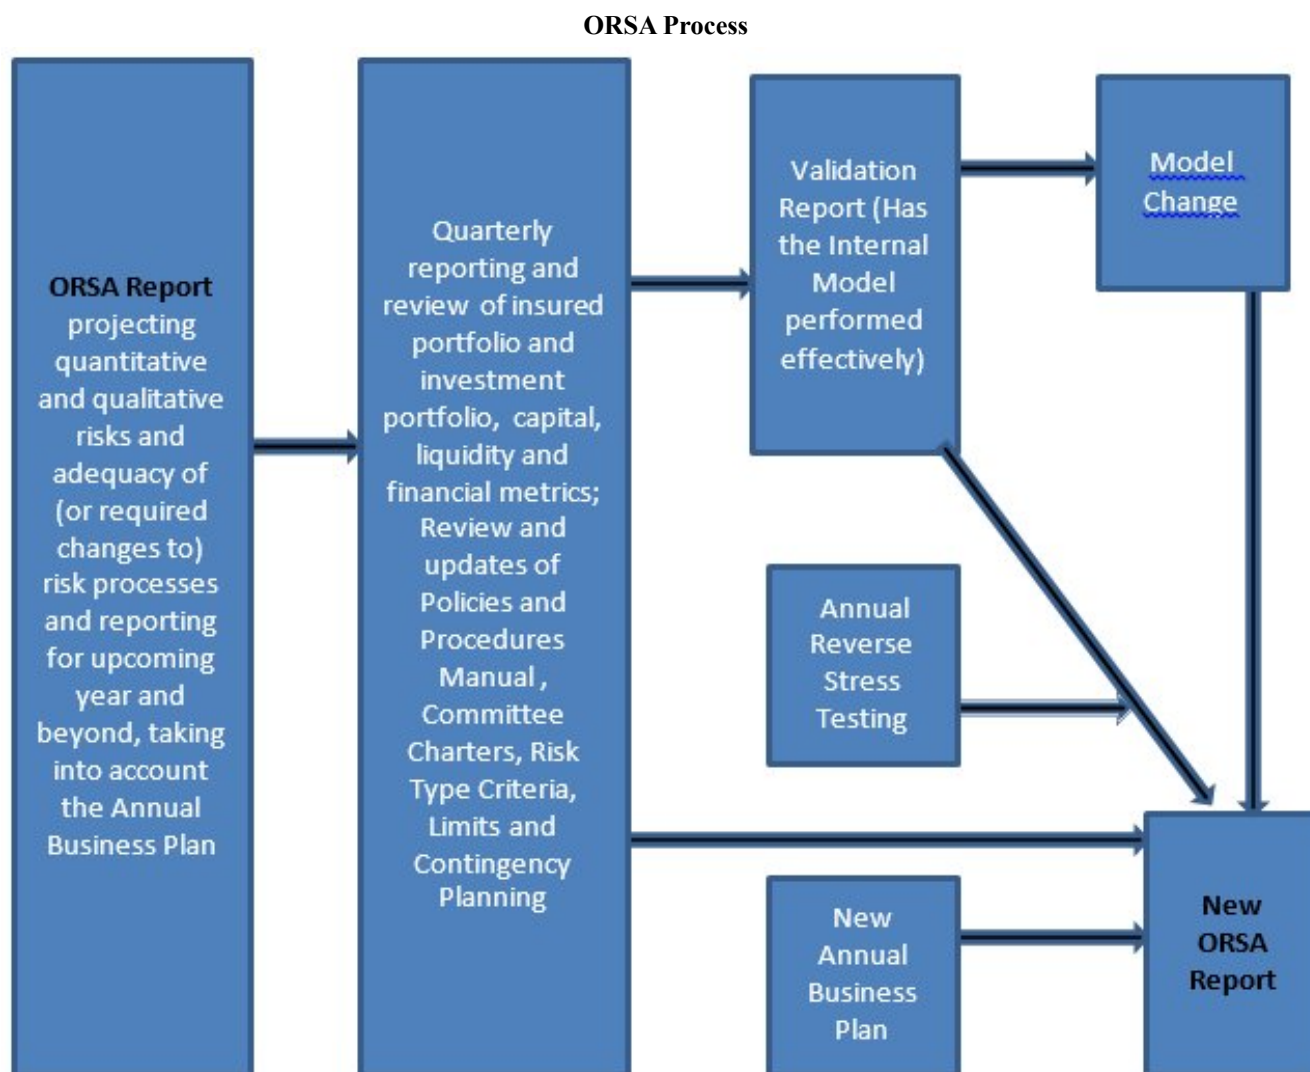 ORSA Process
ORSA Report
projecting
quantitative
and qualitative
risks and
adequacy of
(or required
changes to)
risk processes
and reporting
for upcoming
year and
beyond, taking
into account
the Annual
Business Plan
Quarterly
reporting and
review of insured
portfolio and
investment
portfolio, capital,
liquidity and
financial metrics;
Review and
updates of
Policies and
Procedures
Manual ,
Committee
Charters, Risk
Type Criteria,
Limits and
Contingency
Planning
Validation
Report (Has
the Internal
Model
performed
effectively)
Model
Change
Annual
Reverse
Stress
Testing
New
Annual
Business
Plan
New
ORSA
Report